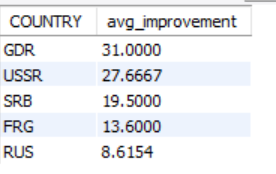 COUNTRY avg_improvement
GDR 31.0000
USSR 27.6667
SRB 19.5000
FRG 13.6000
RUS 8.6154